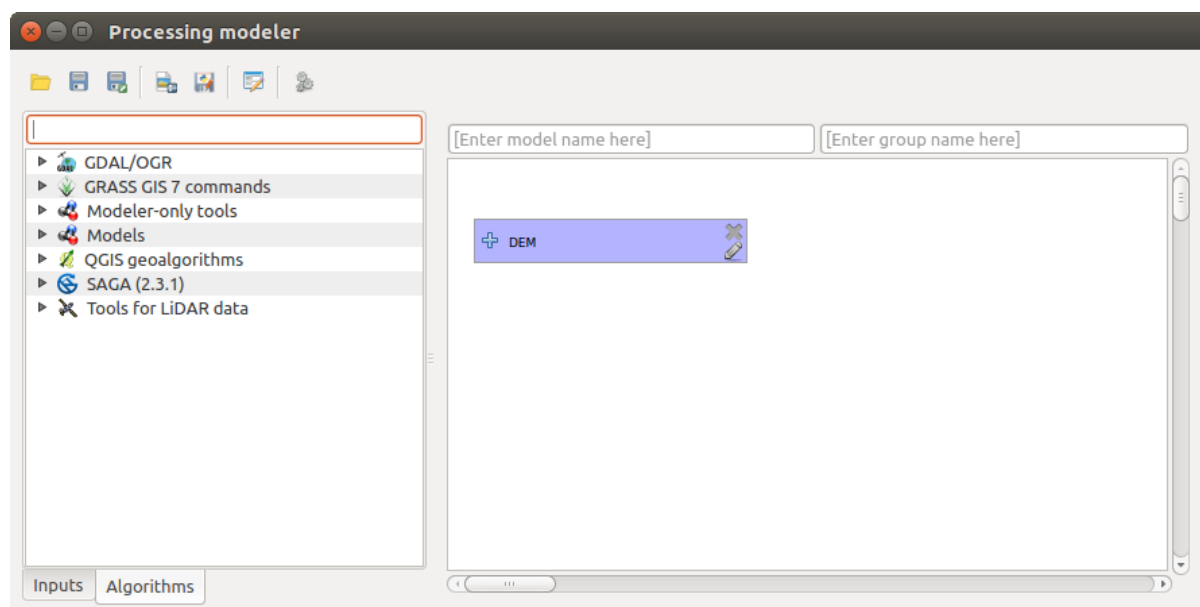 Processing modeler
[Enter model name here]
[Enter group name here]
GDAL/OGR
GRASS GIS 7 commands
Modeler-only tools
Models
QGIS geoalgorithms
SAGA (2.3.1)
Tools for LiDAR data
DEM
Inputs
Algorithms